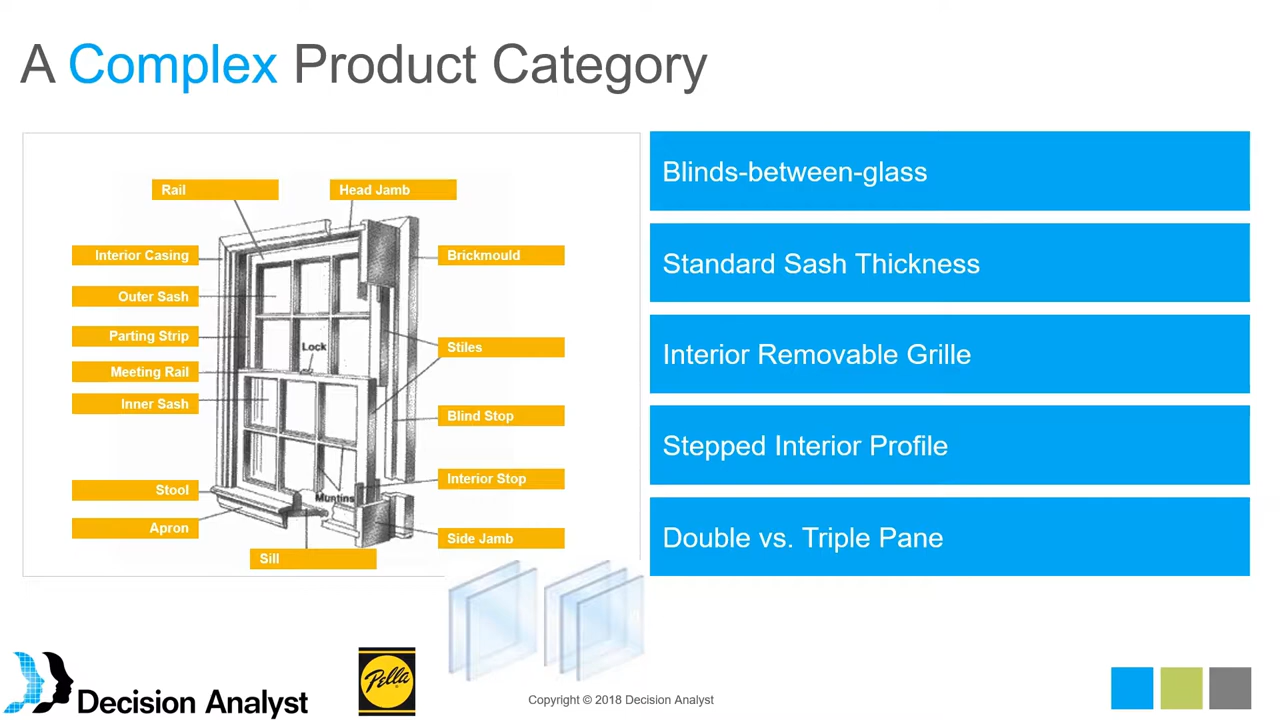 A Complex Product Category
Rail
Head Jamb
Interior Casing
Brickmould
Outer Sash
Parting Strip
Lock
Stiles
Meeting Rail
Inner Sash
Blind Stop
Interior Stop
Stool
Muntins
Apron
Side Jamb
Sill
Blinds-between-glass
Standard Sash Thickness
Interior Removable Grille
Stepped Interior Profile
Double vs. Triple Pane
Decision Analyst
Pella
Copyright © 2018 Decision Analyst